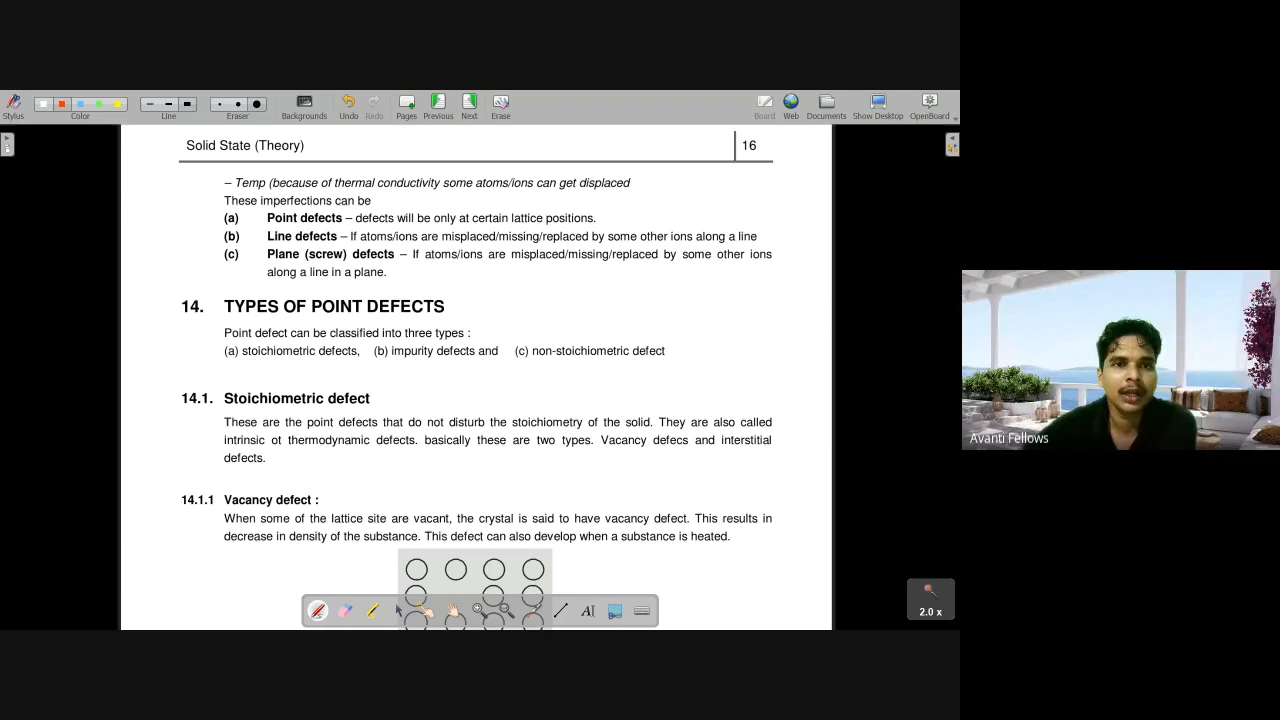 Stylus Color Line Eraser Backgrounds Undo Redo Pages Previous Next Erase Board Web Documents Show Desktop OpenBoard
Solid State (Theory) 16
– Temp (because of thermal conductivity some atoms/ions can get displaced
These imperfections can be
(a) Point defects – defects will be only at certain lattice positions.
(b) Line defects – If atoms/ions are misplaced/missing/replaced by some other ions along a line
(c) Plane (screw) defects – If atoms/ions are misplaced/missing/replaced by some other ions
along a line in a plane.
14. TYPES OF POINT DEFECTS
Point defect can be classified into three types :
(a) stoichiometric defects, (b) impurity defects and (c) non-stoichiometric defect
14.1. Stoichiometric defect
These are the point defects that do not disturb the stoichiometry of the solid. They are also called
intrinsic ot thermodynamic defects. basically these are two types. Vacancy defecs and interstitial
defects.
14.1.1 Vacancy defect :
When some of the lattice site are vacant, the crystal is said to have vacancy defect. This results in
decrease in density of the substance. This defect can also develop when a substance is heated.
AI
2.0 x
Avanti Fellows